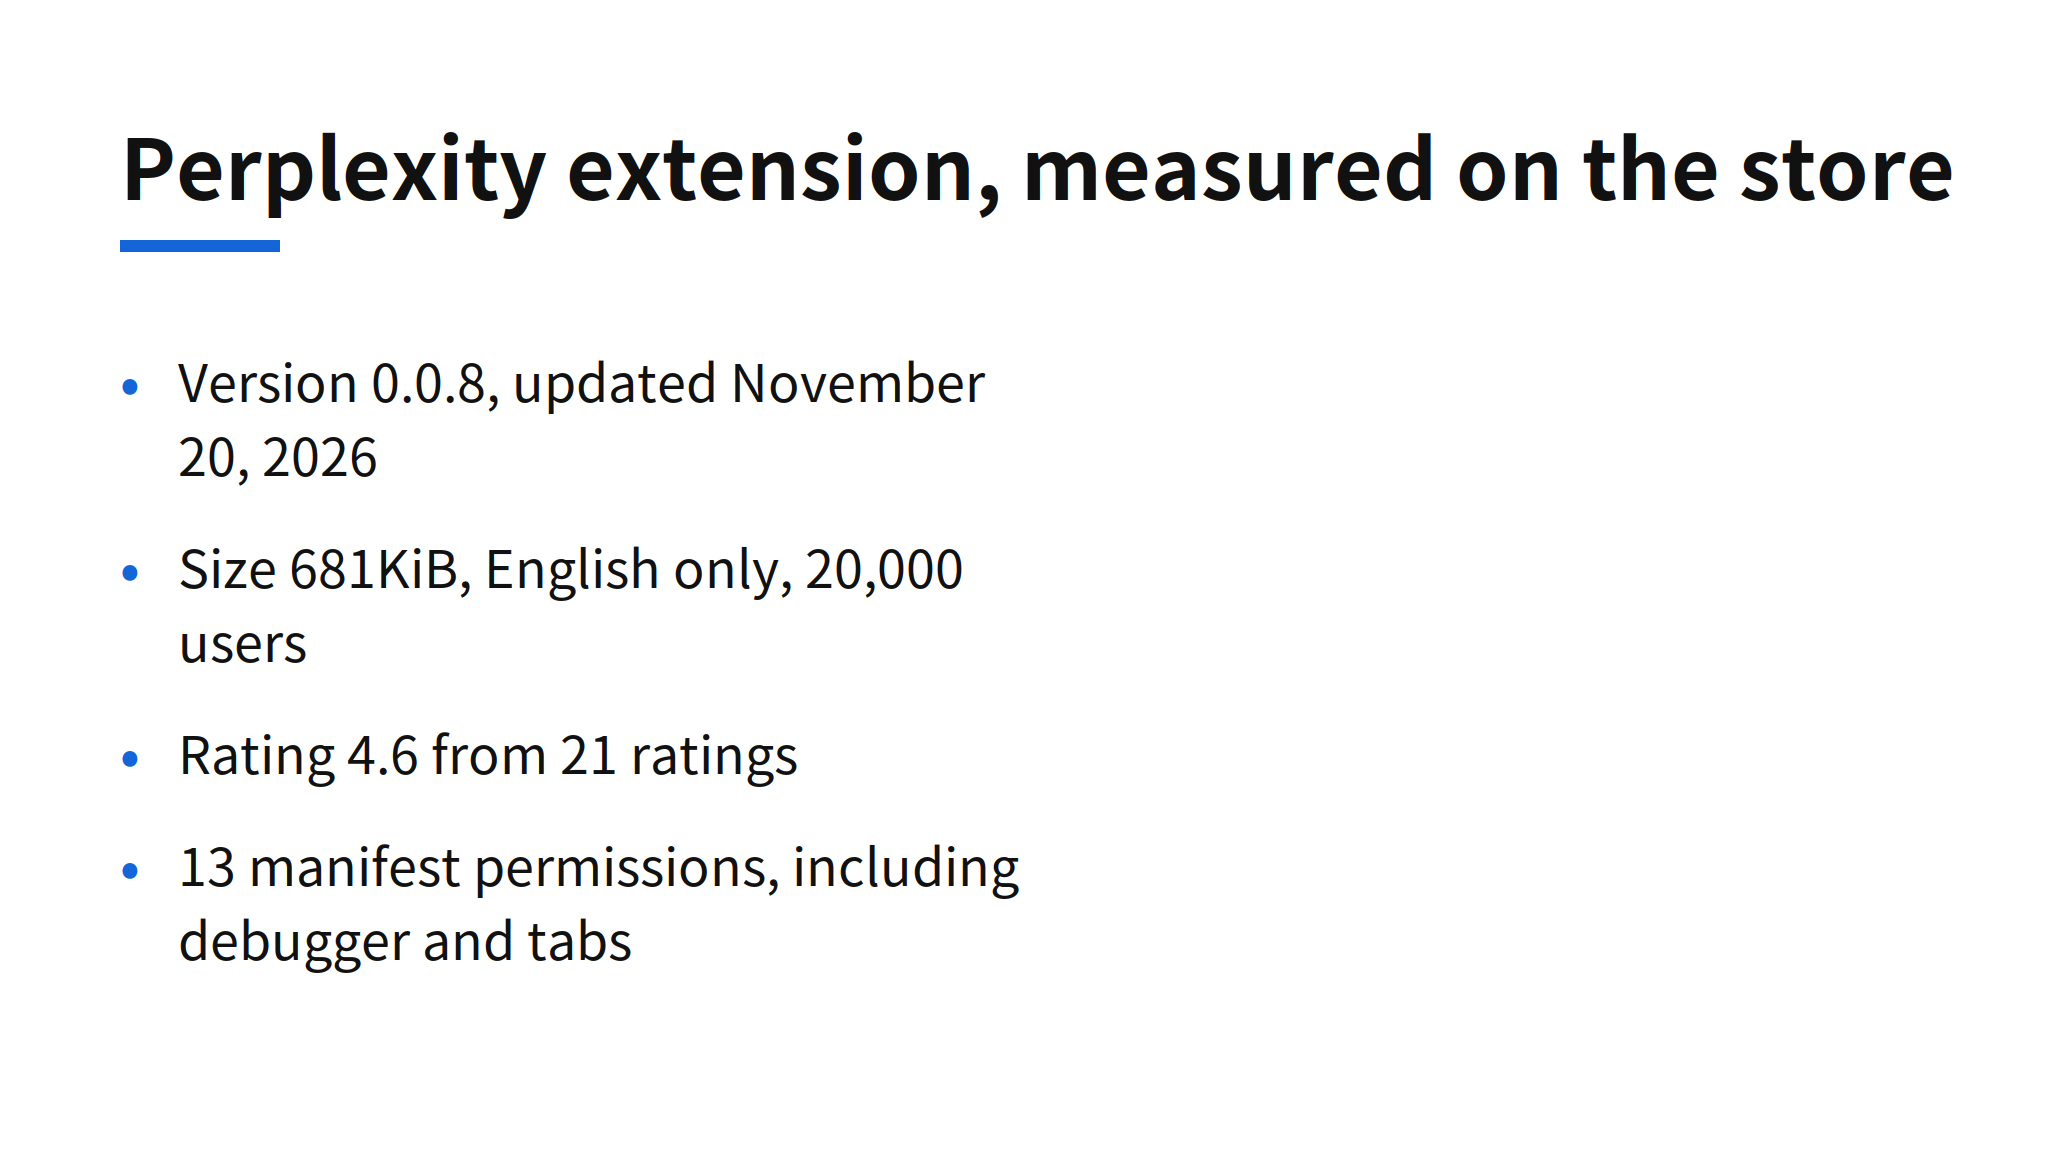 Perplexity extension, measured on the store
• Version 0.0.8, updated November
20, 2026
• Size 681KiB, English only, 20,000
users
• Rating 4.6 from 21 ratings
• 13 manifest permissions, including
debugger and tabs